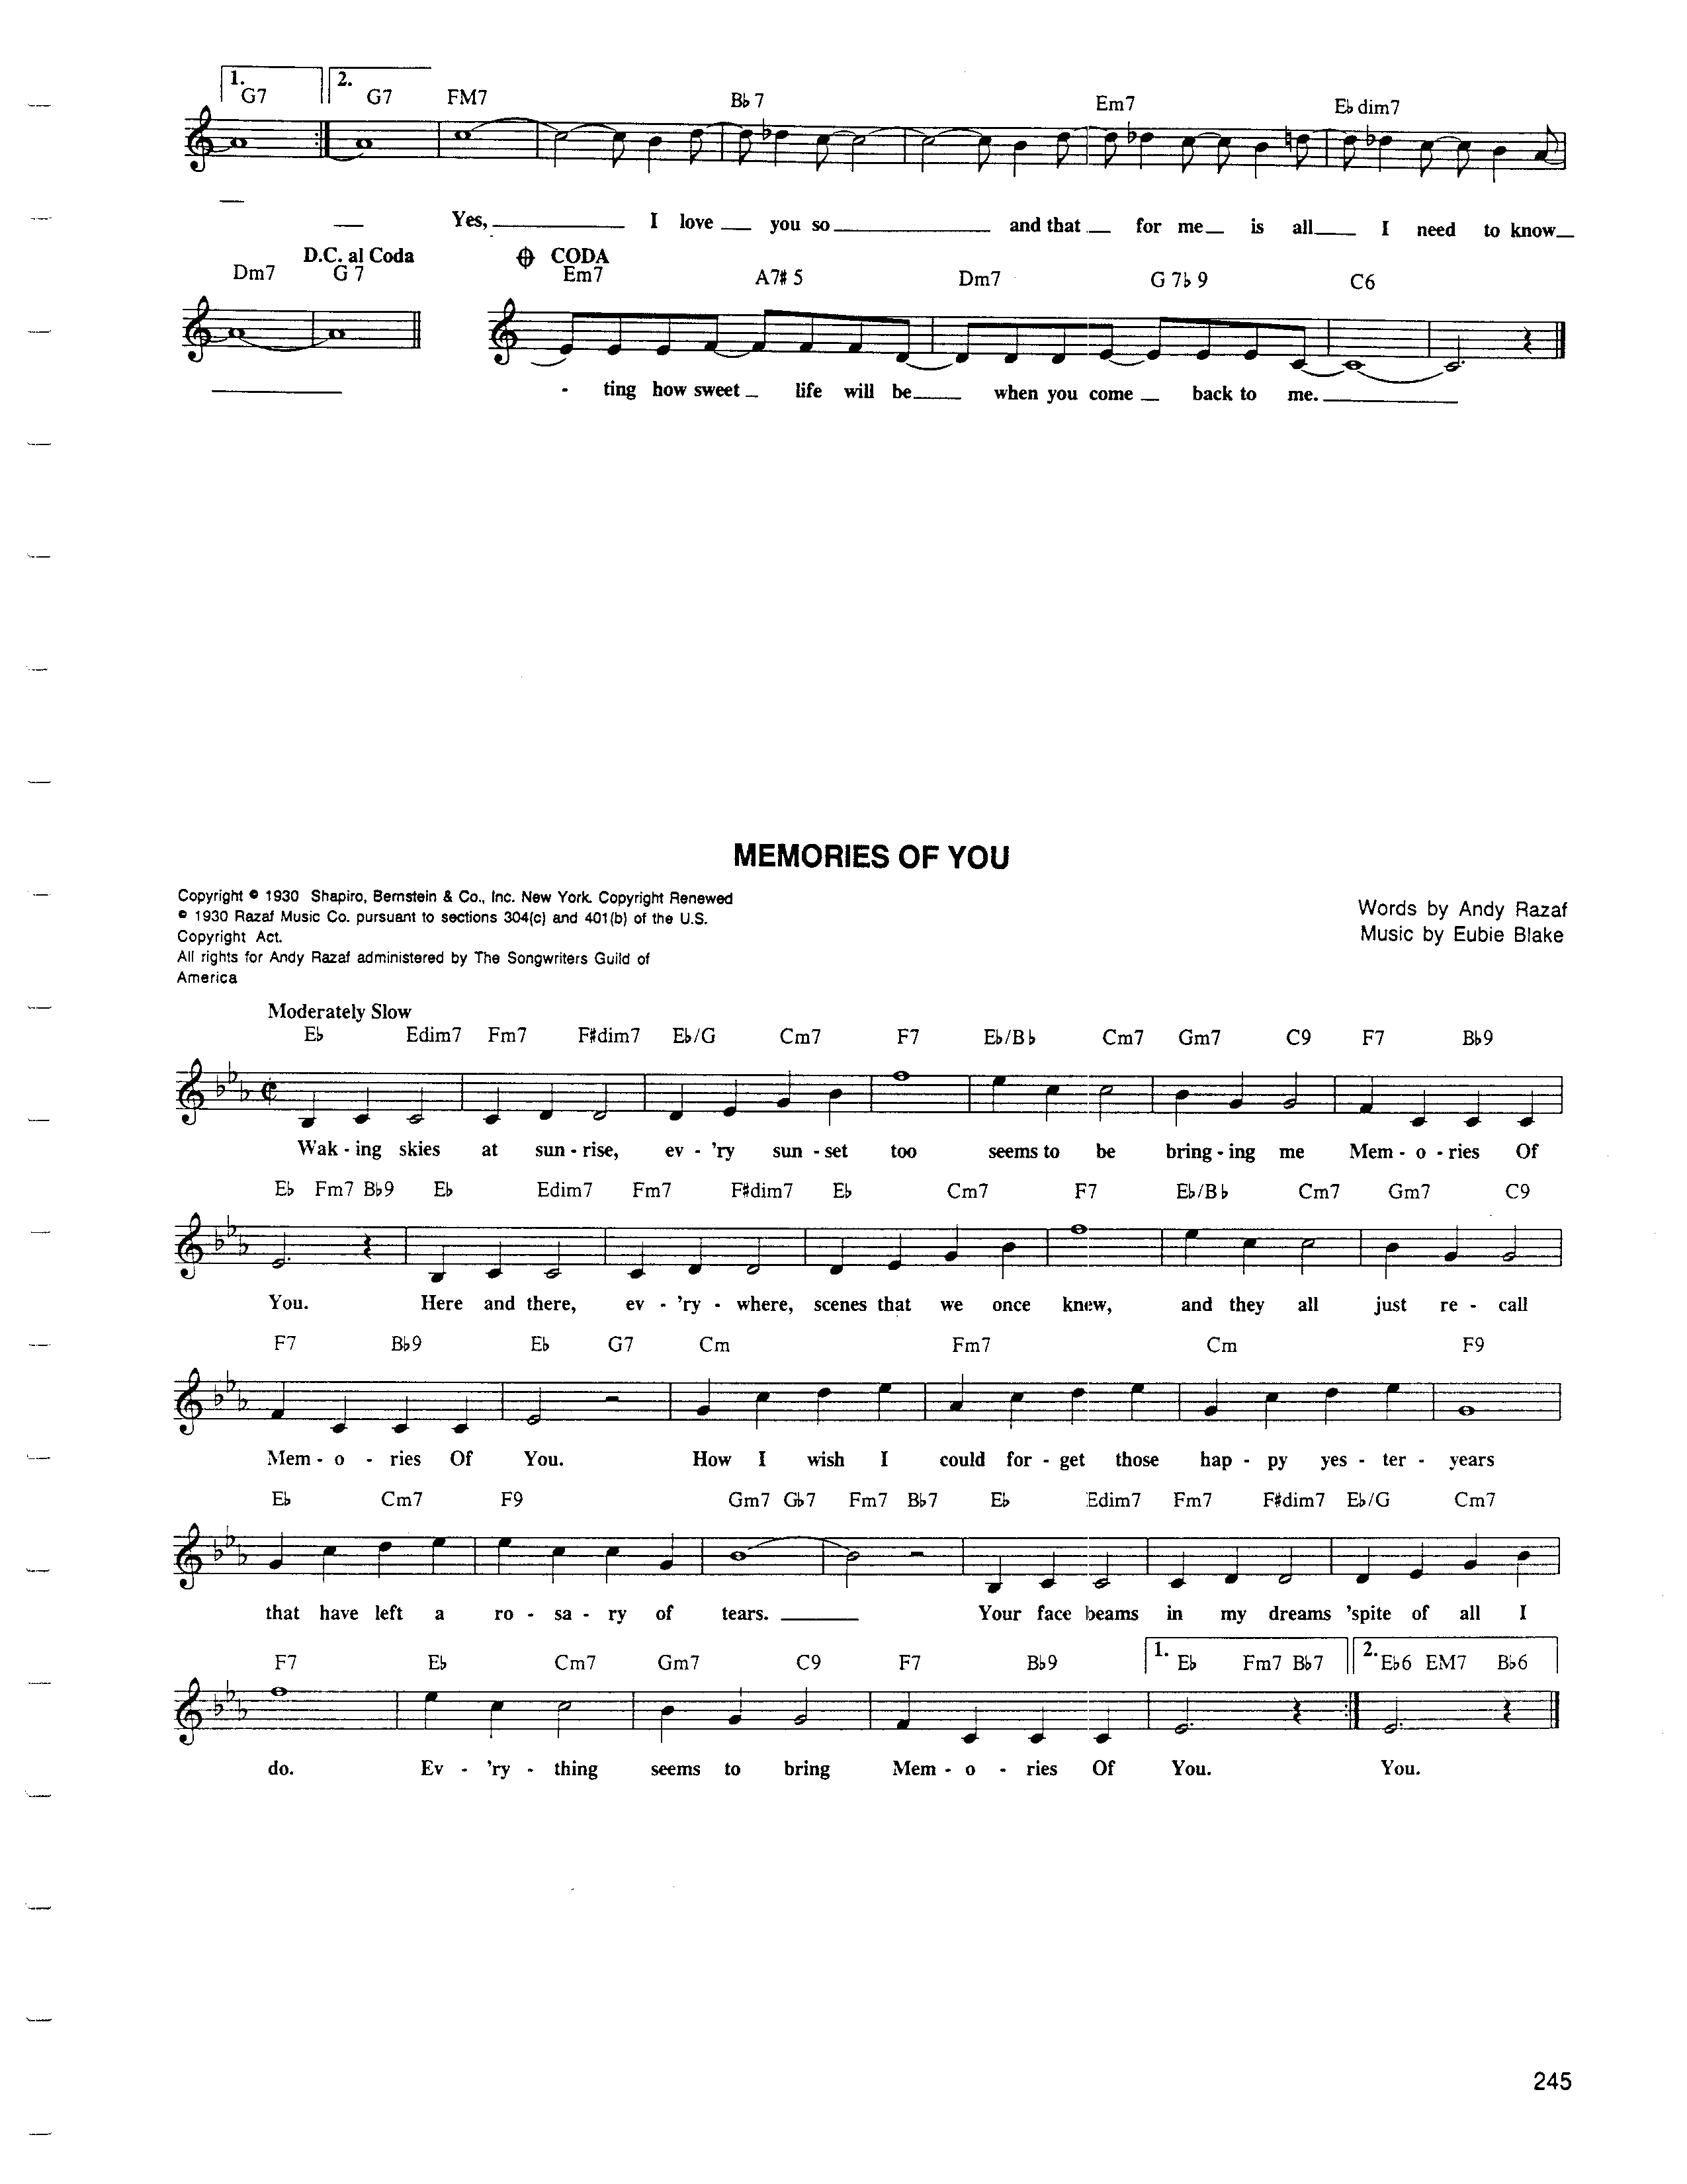 1. 2.
G7 G7 FM7 B♭7 Em7 E♭dim7
Yes, I love you so and that for me is all I need to know
D.C. al Coda CODA
Dm7 G7 Em7 A7♯5 Dm7 G7♭9 C6
- ting how sweet life will be when you come back to me.
MEMORIES OF YOU
Copyright © 1930 Shapiro, Bernstein & Co., Inc. New York. Copyright Renewed
© 1930 Razaf Music Co. pursuant to sections 304(c) and 401(b) of the U.S.
Copyright Act.
All rights for Andy Razaf administered by The Songwriters Guild of
America
Words by Andy Razaf
Music by Eubie Blake
Moderately Slow
E♭ Edim7 Fm7 F♯dim7 E♭/G Cm7 F7 E♭/B♭ Cm7 Gm7 C9 F7 B♭9
Wak - ing skies at sun - rise, ev - 'ry sun - set too seems to be bring - ing me Mem - o - ries Of
E♭ Fm7 B♭9 E♭ Edim7 Fm7 F♯dim7 E♭ Cm7 F7 E♭/B♭ Cm7 Gm7 C9
You. Here and there, ev - 'ry - where, scenes that we once knew, and they all just re - call
F7 B♭9 E♭ G7 Cm Fm7 Cm F9
Mem - o - ries Of You. How I wish I could for - get those hap - py yes - ter - years
E♭ Cm7 F9 Gm7 G♭7 Fm7 B♭7 E♭ Edim7 Fm7 F♯dim7 E♭/G Cm7
that have left a ro - sa - ry of tears. Your face beams in my dreams 'spite of all I
1. 2.
F7 E♭ Cm7 Gm7 C9 F7 B♭9 E♭ Fm7 B♭7 E♭6 EM7 B♭6
do. Ev - 'ry - thing seems to bring Mem - o - ries Of You. You.
245